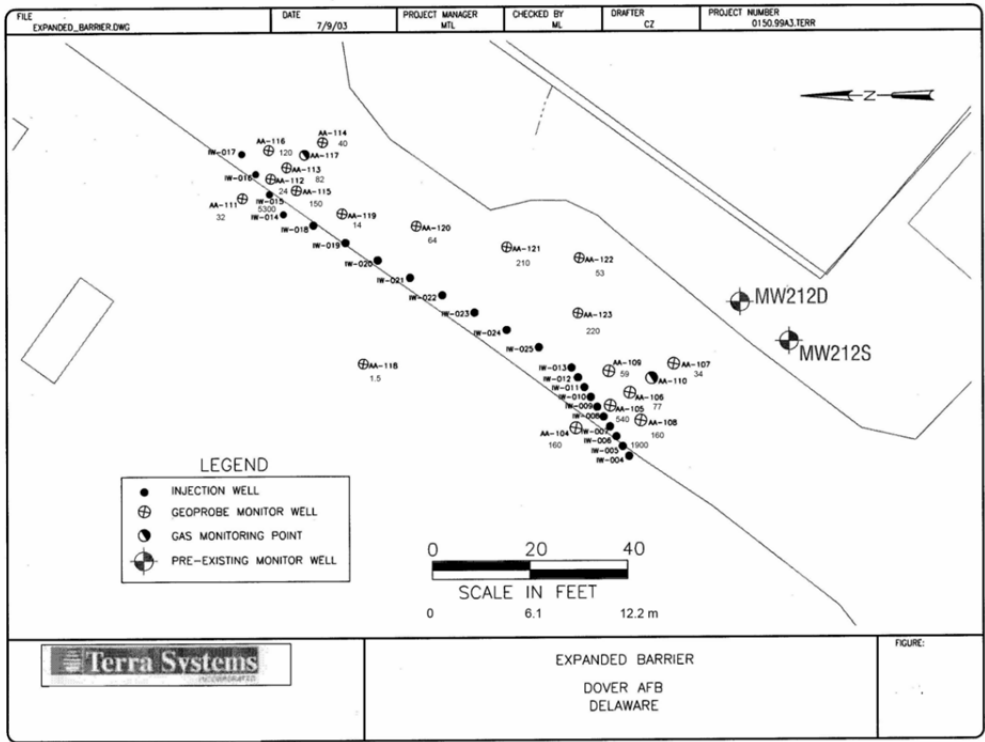 FILE
EXPANDED_BARRIER.DWG
DATE
7/9/03
PROJECT MANAGER
MTL
CHECKED BY
ML
DRAFTER
CZ
PROJECT NUMBER
0150.99A3.TERR
N
AA-114
40
AA-116
120
IW-017
AA-117
AA-113
82
IW-016
AA-112
24
AA-115
150
IW-015
5300
AA-111
32
IW-014
AA-119
14
IW-018
AA-120
64
IW-019
AA-121
210
AA-122
53
IW-020
IW-021
IW-022
MW212D
IW-023
AA-123
220
IW-024
MW212S
IW-025
AA-118
1.5
IW-013
AA-109
59
AA-107
34
IW-012
AA-110
IW-011
IW-010
AA-106
77
IW-009
AA-105
540
IW-008
AA-108
160
IW-007
AA-104
160
IW-006
1900
IW-005
IW-004
LEGEND
INJECTION WELL
GEOPROBE MONITOR WELL
GAS MONITORING POINT
PRE-EXISTING MONITOR WELL
0 20 40
SCALE IN FEET
0 6.1 12.2 m
Terra Systems
INCORPORATED
EXPANDED BARRIER
DOVER AFB
DELAWARE
FIGURE: